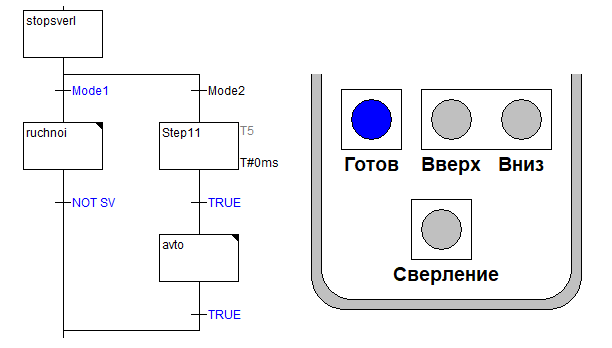 stopsverl
Mode1
Mode2
ruchnoi
Step11
T5
T#0ms
NOT SV
TRUE
avto
TRUE
Готов
Вверх
Вниз
Сверление